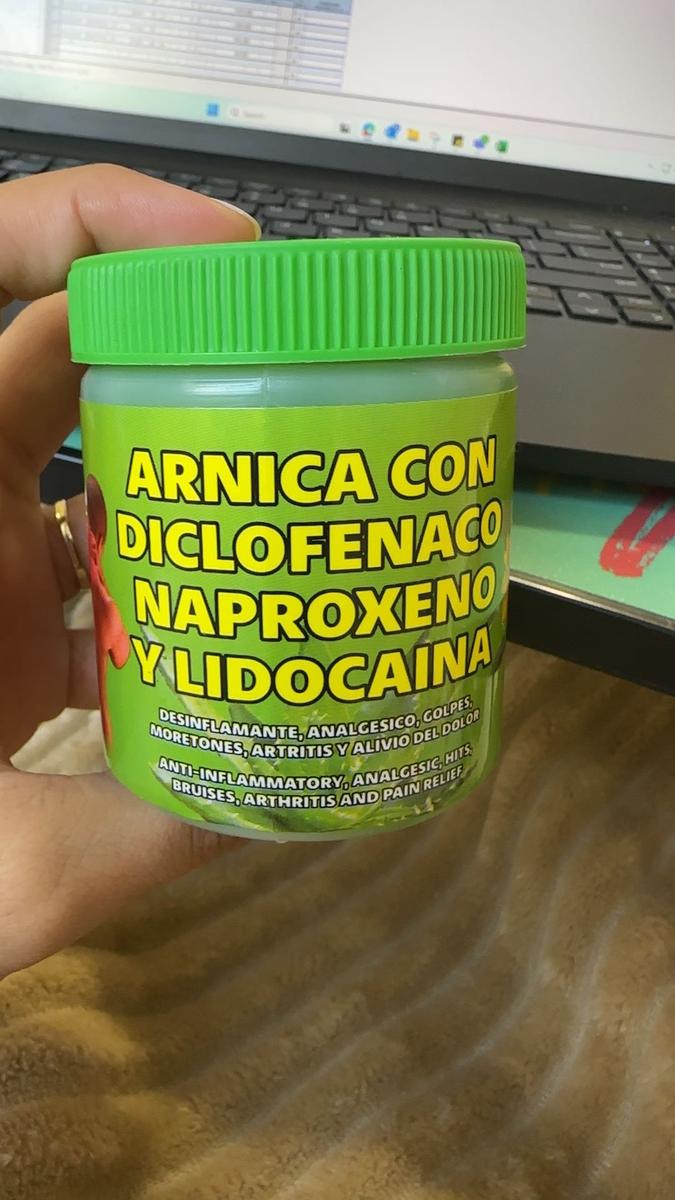 Search
ARNICA CON
DICLOFENACO
NAPROXENO
Y LIDOCAINA
DESINFLAMANTE, ANALGESICO, GOLPES,
MORETONES, ARTRITIS Y ALIVIO DEL DOLOR
ANTI-INFLAMMATORY, ANALGESIC, HITS,
BRUISES, ARTHRITIS AND PAIN RELIEF